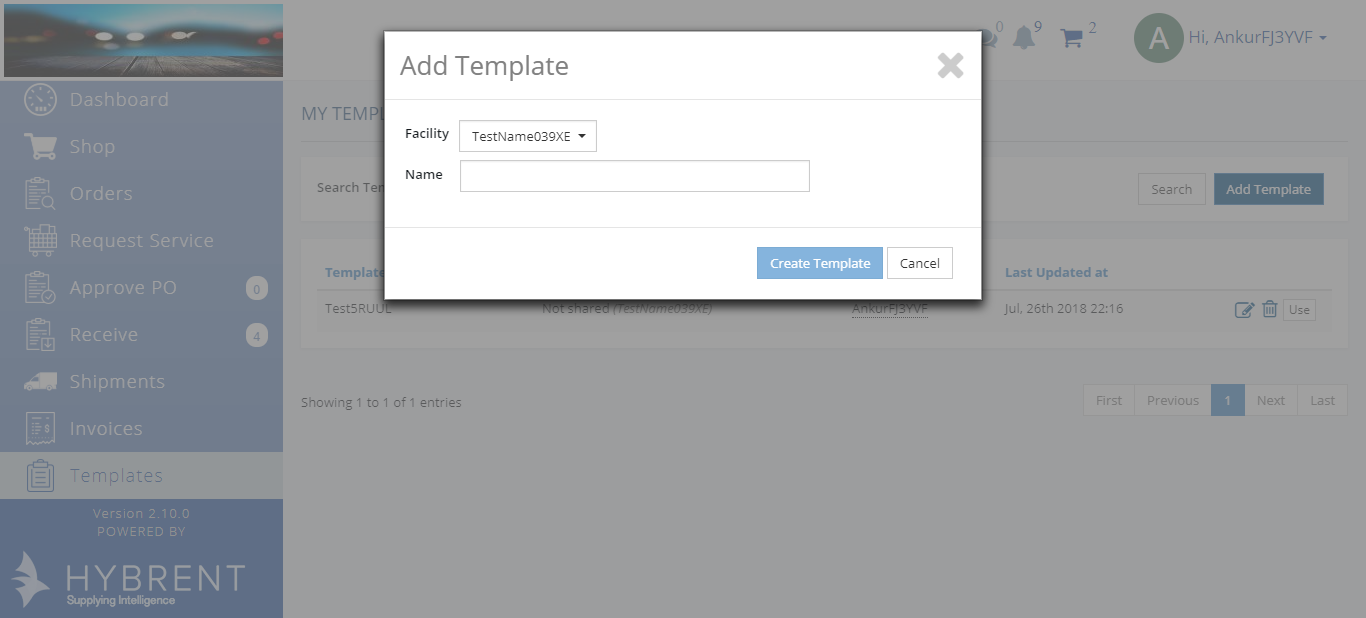 0
9
2
A
Hi, AnkurFJ3YVF
Dashboard
Shop
Orders
Request Service
Approve PO
0
Receive
4
Shipments
Invoices
Templates
Version 2.10.0
POWERED BY
HYBRENT
Supplying Intelligence
MY TEMPL
Search Ter
Search
Add Template
Template
Last Updated at
Test5RUUL
Not shared (TestName039XE)
AnkurFJ3YVF
Jul, 26th 2018 22:16
Use
Showing 1 to 1 of 1 entries
First
Previous
1
Next
Last
Add Template
Facility
TestName039XE
Name
Create Template
Cancel